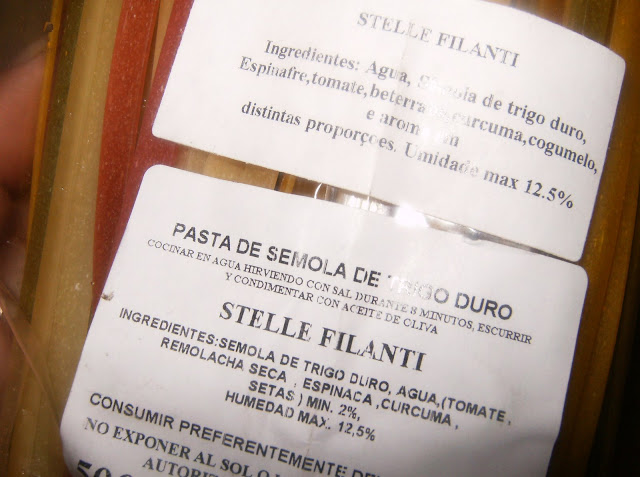 STELLE FILANTI
Ingredientes: Agua, de trigo duro,
Espinafre,tomate, curcuma,cogumelo,
e
distintas proporções. Umidade max 12.5%
PASTA DE SEMOLA DE TRIGO DURO
COCINAR EN AGUA HIRVIENDO CON SAL DURANTE 8 MINUTOS, ESCURRIR
Y CONDIMENTAR CON ACEITE DE OLIVA
STELLE FILANTI
INGREDIENTES:SEMOLA DE TRIGO DURO, AGUA,(TOMATE,
REMOLACHA SECA , ESPINACA ,CURCUMA ,
SETAS ) MIN. 2%,
HUMEDAD MAX. 12,5%
CONSUMIR PREFERENTEMENTE
NO EXPONER AL SOL O